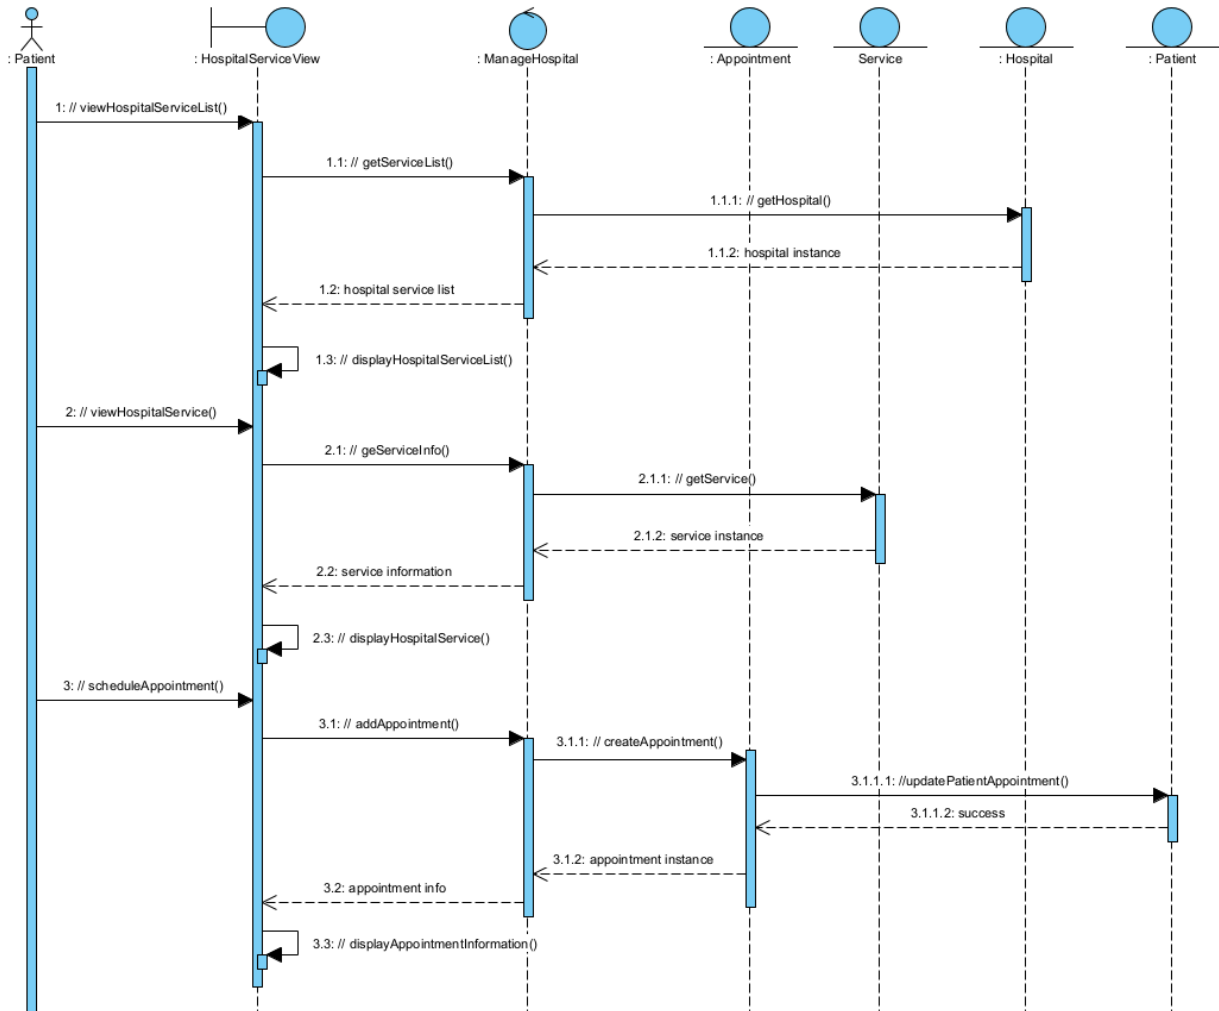 : Patient
: HospitalServiceView
: ManageHospital
: Appointment
Service
: Hospital
: Patient
1: // viewHospitalServiceList()
1.1: // getServiceList()
1.1.1: // getHospital()
1.1.2: hospital instance
1.2: hospital service list
1.3: // displayHospitalServiceList()
2: // viewHospitalService()
2.1: // geServiceInfo()
2.1.1: // getService()
2.1.2: service instance
2.2: service information
2.3: // displayHospitalService()
3: // scheduleAppointment()
3.1: // addAppointment()
3.1.1: // createAppointment()
3.1.1.1: //updatePatientAppointment()
3.1.1.2: success
3.1.2: appointment instance
3.2: appointment info
3.3: // displayAppointmentInformation()